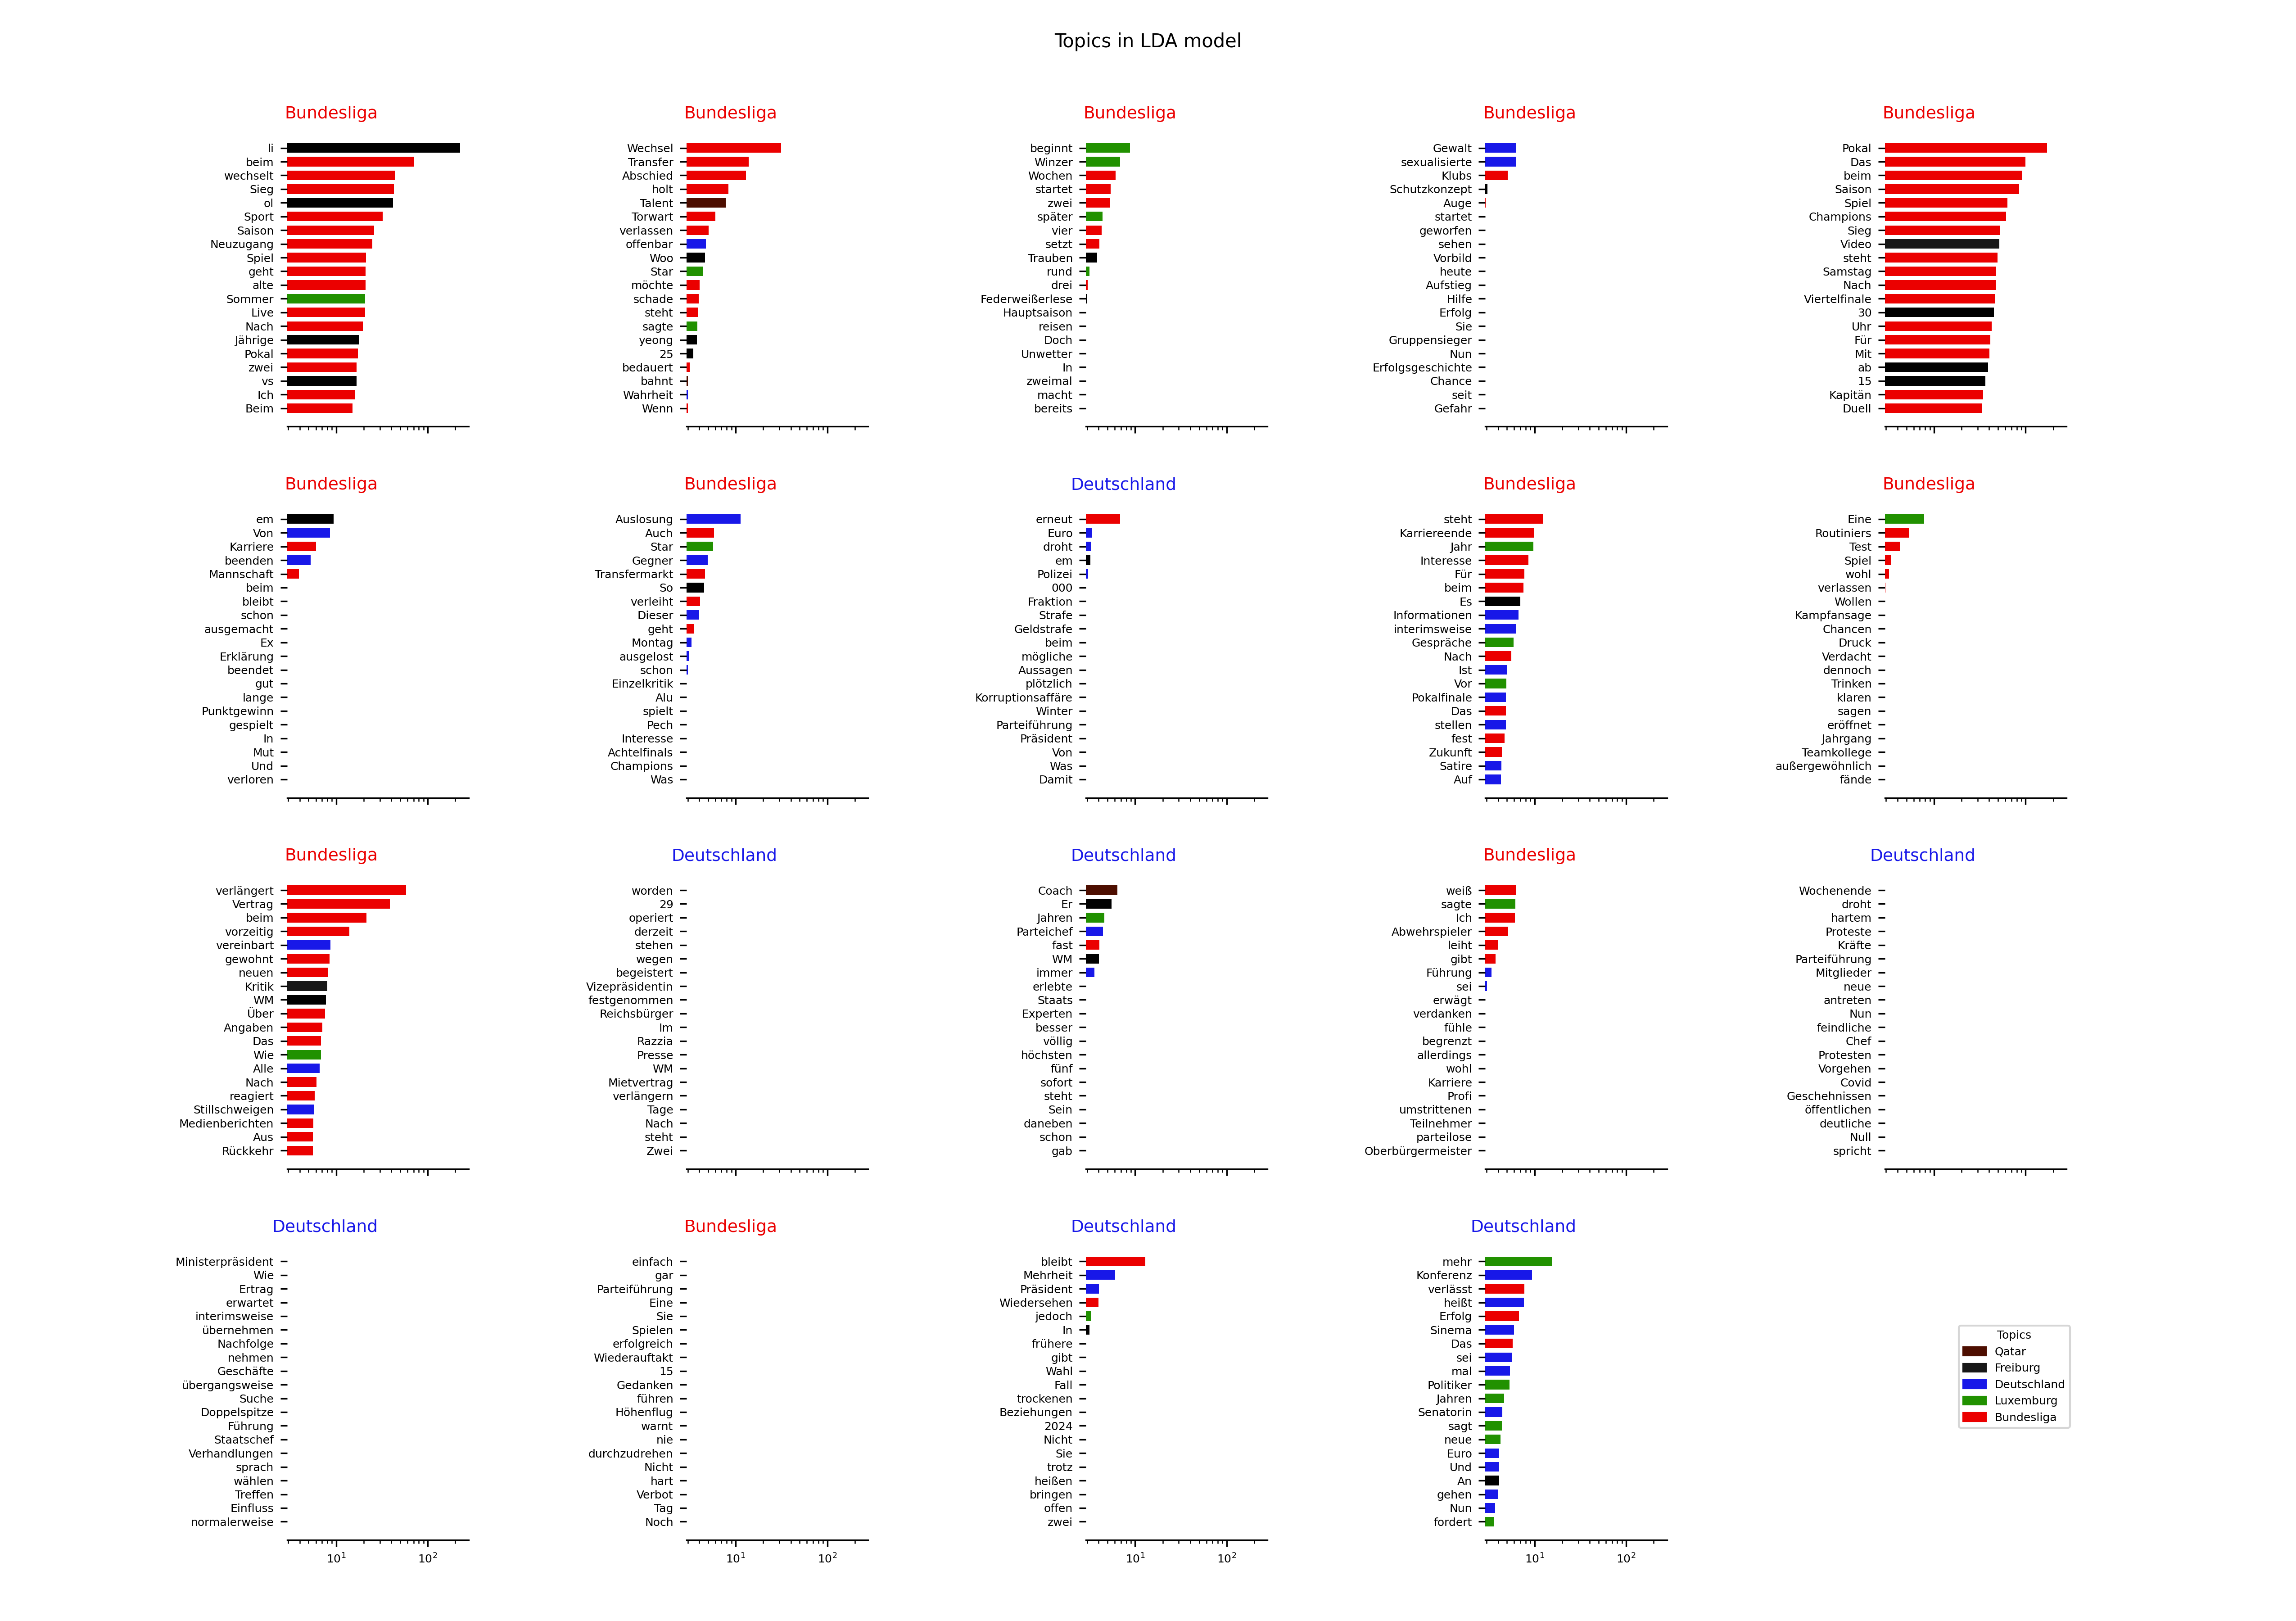 Topics in LDA model
Bundesliga
li
beim
wechselt
Sieg
ol
Sport
Saison
Neuzugang
Spiel
geht
alte
Sommer
Live
Nach
Jährige
Pokal
zwei
vs
Ich
Beim
Bundesliga
Wechsel
Transfer
Abschied
holt
Talent
Torwart
verlassen
offenbar
Woo
Star
möchte
schade
steht
sagte
yeong
25
bedauert
bahnt
Wahrheit
Wenn
Bundesliga
beginnt
Winzer
Wochen
startet
zwei
später
vier
setzt
Trauben
rund
drei
Federweißerlese
Hauptsaison
reisen
Doch
Unwetter
In
zweimal
macht
bereits
Bundesliga
Gewalt
sexualisierte
Klubs
Schutzkonzept
Auge
startet
geworfen
sehen
Vorbild
heute
Aufstieg
Hilfe
Erfolg
Sie
Gruppensieger
Nun
Erfolgsgeschichte
Chance
seit
Gefahr
Bundesliga
Pokal
Das
beim
Saison
Spiel
Champions
Sieg
Video
steht
Samstag
Nach
Viertelfinale
30
Uhr
Für
Mit
ab
15
Kapitän
Duell
Bundesliga
em
Von
Karriere
beenden
Mannschaft
beim
bleibt
schon
ausgemacht
Ex
Erklärung
beendet
gut
lange
Punktgewinn
gespielt
In
Mut
Und
verloren
Bundesliga
Auslosung
Auch
Star
Gegner
Transfermarkt
So
verleiht
Dieser
geht
Montag
ausgelost
schon
Einzelkritik
Alu
spielt
Pech
Interesse
Achtelfinals
Champions
Was
Deutschland
erneut
Euro
droht
em
Polizei
000
Fraktion
Strafe
Geldstrafe
beim
mögliche
Aussagen
plötzlich
Korruptionsaffäre
Winter
Parteiführung
Präsident
Von
Was
Damit
Bundesliga
steht
Karriereende
Jahr
Interesse
Für
beim
Es
Informationen
interimsweise
Gespräche
Nach
Ist
Vor
Pokalfinale
Das
stellen
fest
Zukunft
Satire
Auf
Bundesliga
Eine
Routiniers
Test
Spiel
wohl
verlassen
Wollen
Kampfansage
Chancen
Druck
Verdacht
dennoch
Trinken
klaren
sagen
eröffnet
Jahrgang
Teamkollege
außergewöhnlich
fände
Bundesliga
verlängert
Vertrag
beim
vorzeitig
vereinbart
gewohnt
neuen
Kritik
WM
Über
Angaben
Das
Wie
Alle
Nach
reagiert
Stillschweigen
Medienberichten
Aus
Rückkehr
Deutschland
worden
29
operiert
derzeit
stehen
wegen
begeistert
Vizepräsidentin
festgenommen
Reichsbürger
Im
Razzia
Presse
WM
Mietvertrag
verlängern
Tage
Nach
steht
Zwei
Deutschland
Coach
Er
Jahren
Parteichef
fast
WM
immer
erlebte
Staats
Experten
besser
völlig
höchsten
fünf
sofort
steht
Sein
daneben
schon
gab
Bundesliga
weiß
sagte
Ich
Abwehrspieler
leiht
gibt
Führung
sei
erwägt
verdanken
fühle
begrenzt
allerdings
wohl
Karriere
Profi
umstrittenen
Teilnehmer
parteilose
Oberbürgermeister
Deutschland
Wochenende
droht
hartem
Proteste
Kräfte
Parteiführung
Mitglieder
neue
antreten
Nun
feindliche
Chef
Protesten
Vorgehen
Covid
Geschehnissen
öffentlichen
deutliche
Null
spricht
Deutschland
Ministerpräsident
Wie
Ertrag
erwartet
interimsweise
übernehmen
Nachfolge
nehmen
Geschäfte
übergangsweise
Suche
Doppelspitze
Führung
Staatschef
Verhandlungen
sprach
wählen
Treffen
Einfluss
normalerweise
10¹ 10²
Bundesliga
einfach
gar
Parteiführung
Eine
Sie
Spielen
erfolgreich
Wiederauftakt
15
Gedanken
führen
Höhenflug
warnt
nie
durchzudrehen
Nicht
hart
Verbot
Tag
Noch
10¹ 10²
Deutschland
bleibt
Mehrheit
Präsident
Wiedersehen
jedoch
In
frühere
gibt
Wahl
Fall
trockenen
Beziehungen
2024
Nicht
Sie
trotz
heißen
bringen
offen
zwei
10¹ 10²
Deutschland
mehr
Konferenz
verlässt
heißt
Erfolg
Sinema
Das
sei
mal
Politiker
Jahren
Senatorin
sagt
neue
Euro
Und
An
gehen
Nun
fordert
10¹ 10²
Topics
Qatar
Freiburg
Deutschland
Luxemburg
Bundesliga